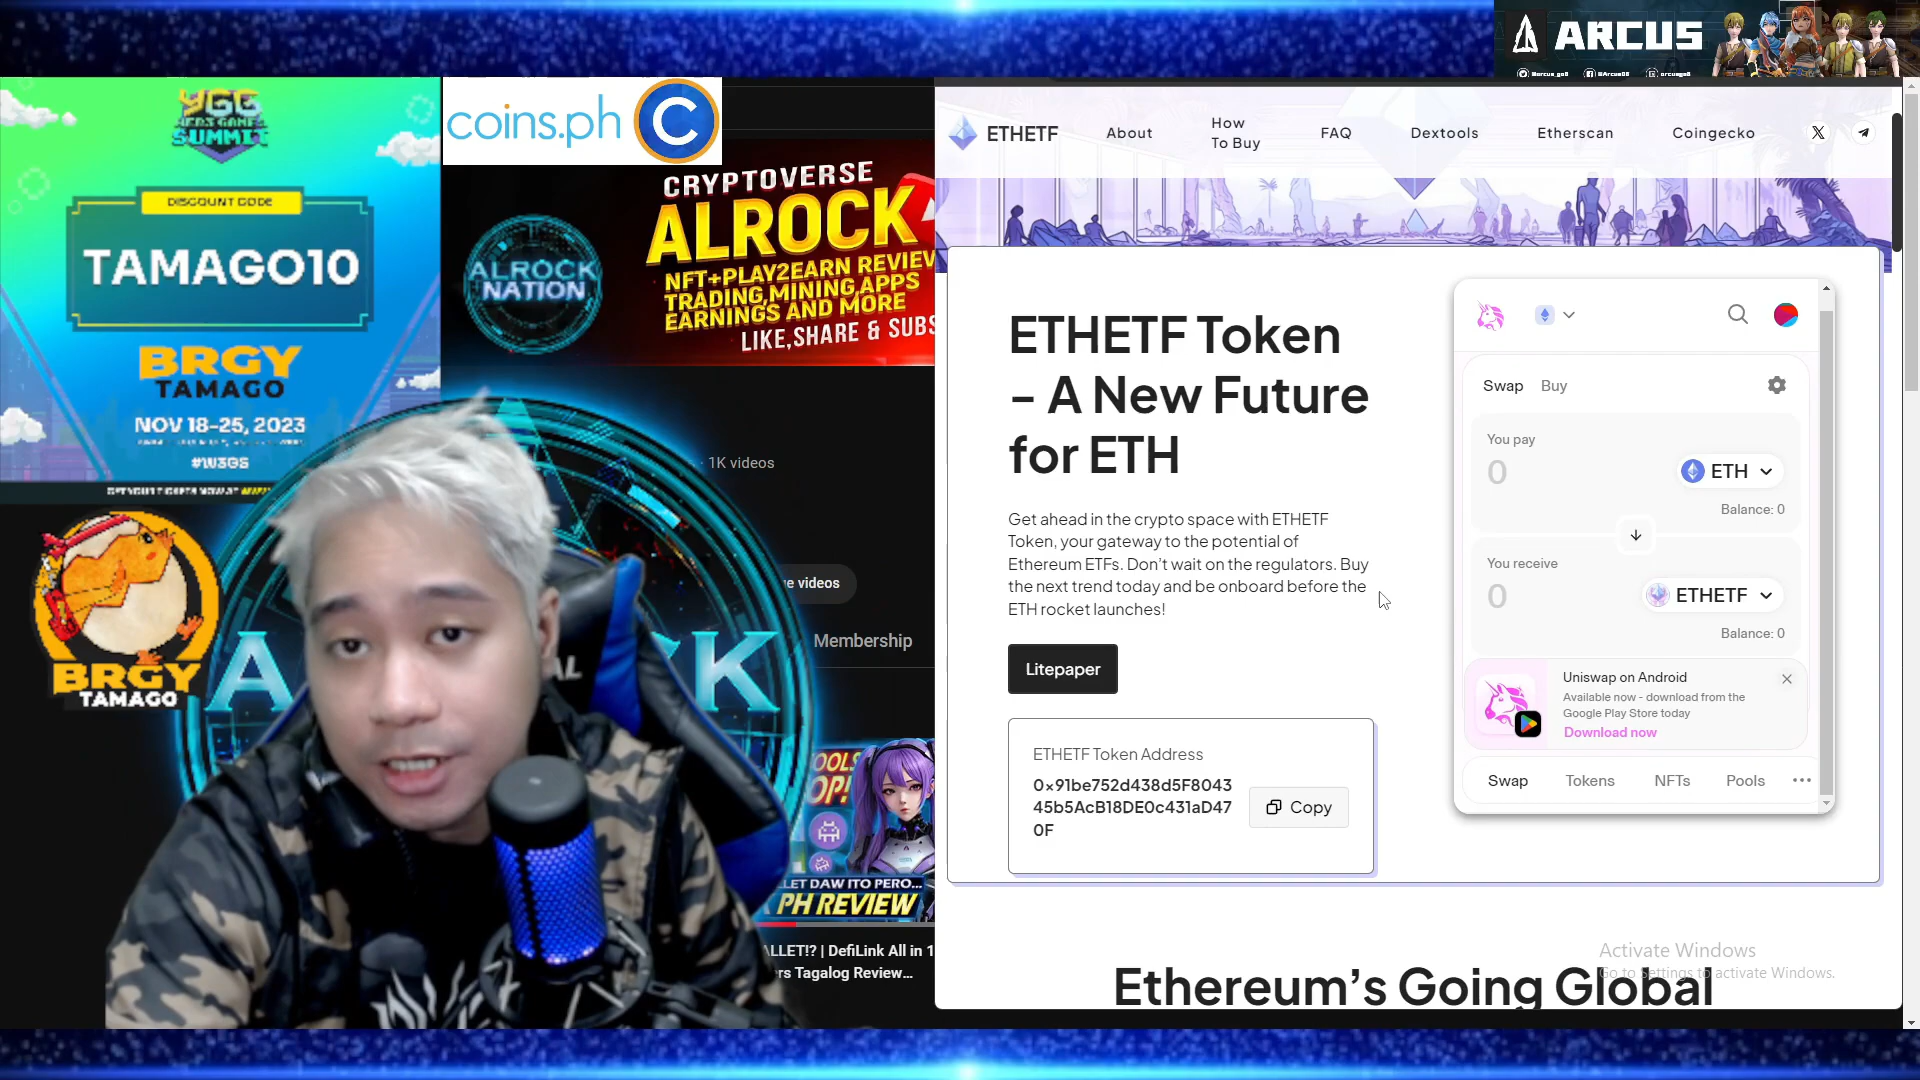 ARCUS
@arcus_gg
YGG
WEB3 GAMES
SUMMIT
DISCOUNT CODE
TAMAGO10
BRGY
TAMAGO
NOV 18-25, 2023
#W3GS
BRGY
TAMAGO
coins.ph C
CRYPTOVERSE
ALROCK
NFT+PLAY2EARN REVIEW
TRADING,MINING,APPS
EARNINGS AND MORE
LIKE,SHARE & SUBS
ALROCK
NATION
· 1K videos
e videos
Membership
A
K
OOLS
OP!
LET DAW ITO PERO...
PH REVIEW
ALLET!? | DefiLink All in 1
ers Tagalog Review...
ETHETF
About
How
To Buy
FAQ
Dextools
Etherscan
Coingecko
ETHETF Token
– A New Future
for ETH
Get ahead in the crypto space with ETHETF
Token, your gateway to the potential of
Ethereum ETFs. Don’t wait on the regulators. Buy
the next trend today and be onboard before the
ETH rocket launches!
Litepaper
ETHETF Token Address
0x91be752d438d5F8043
45b5AcB18DE0c431aD47
0F
Copy
Swap Buy
You pay
0
ETH
Balance: 0
You receive
0
ETHETF
Balance: 0
Uniswap on Android
Available now - download from the
Google Play Store today
Download now
Swap Tokens NFTs Pools
Ethereum’s Going Global
Activate Windows
Go to Settings to activate Windows.